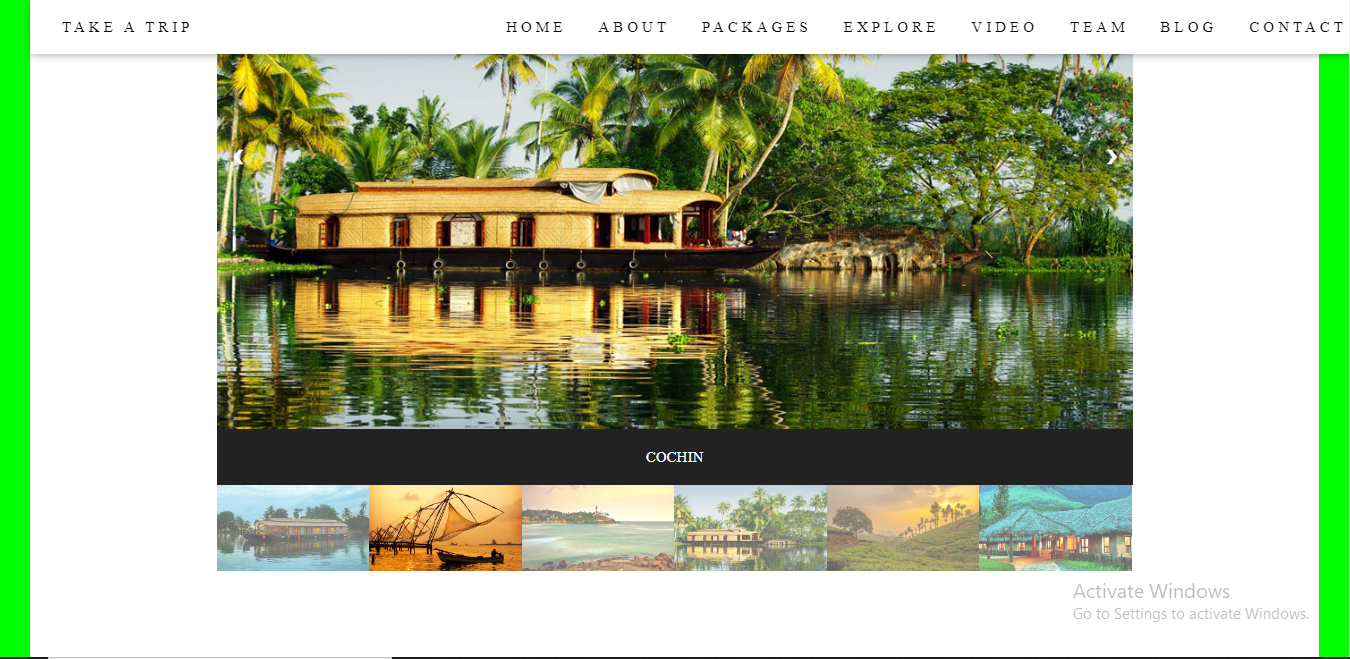 TAKE A TRIP
HOME ABOUT PACKAGES EXPLORE VIDEO TEAM BLOG CONTACT
❮ ❯
COCHIN
Activate Windows
Go to Settings to activate Windows.